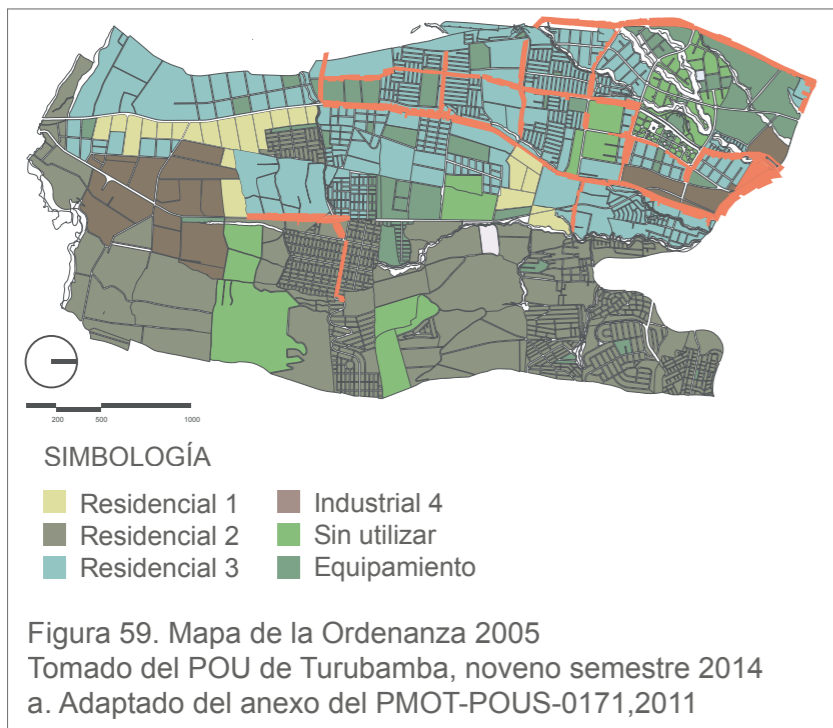 200 500 1000
SIMBOLOGÍA
Residencial 1
Residencial 2
Residencial 3
Industrial 4
Sin utilizar
Equipamiento
Figura 59. Mapa de la Ordenanza 2005
Tomado del POU de Turubamba, noveno semestre 2014
a. Adaptado del anexo del PMOT-POUS-0171,2011